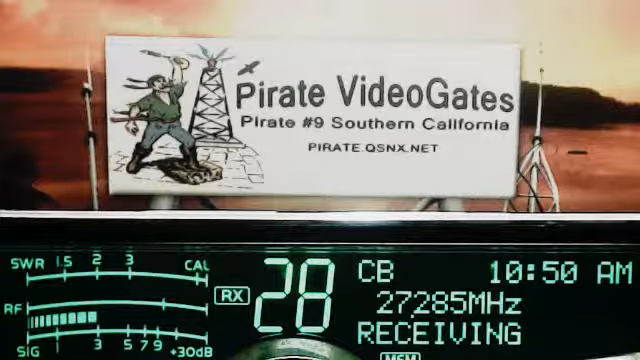 Pirate VideoGates
Pirate #9 Southern California
PIRATE.QSNX.NET
SWR 1.5 2 3 CAL
RF
SIG 1 3 5 7 9 +30dB
RX
28
CB 10:50 AM
27285MHz
RECEIVING
MEM